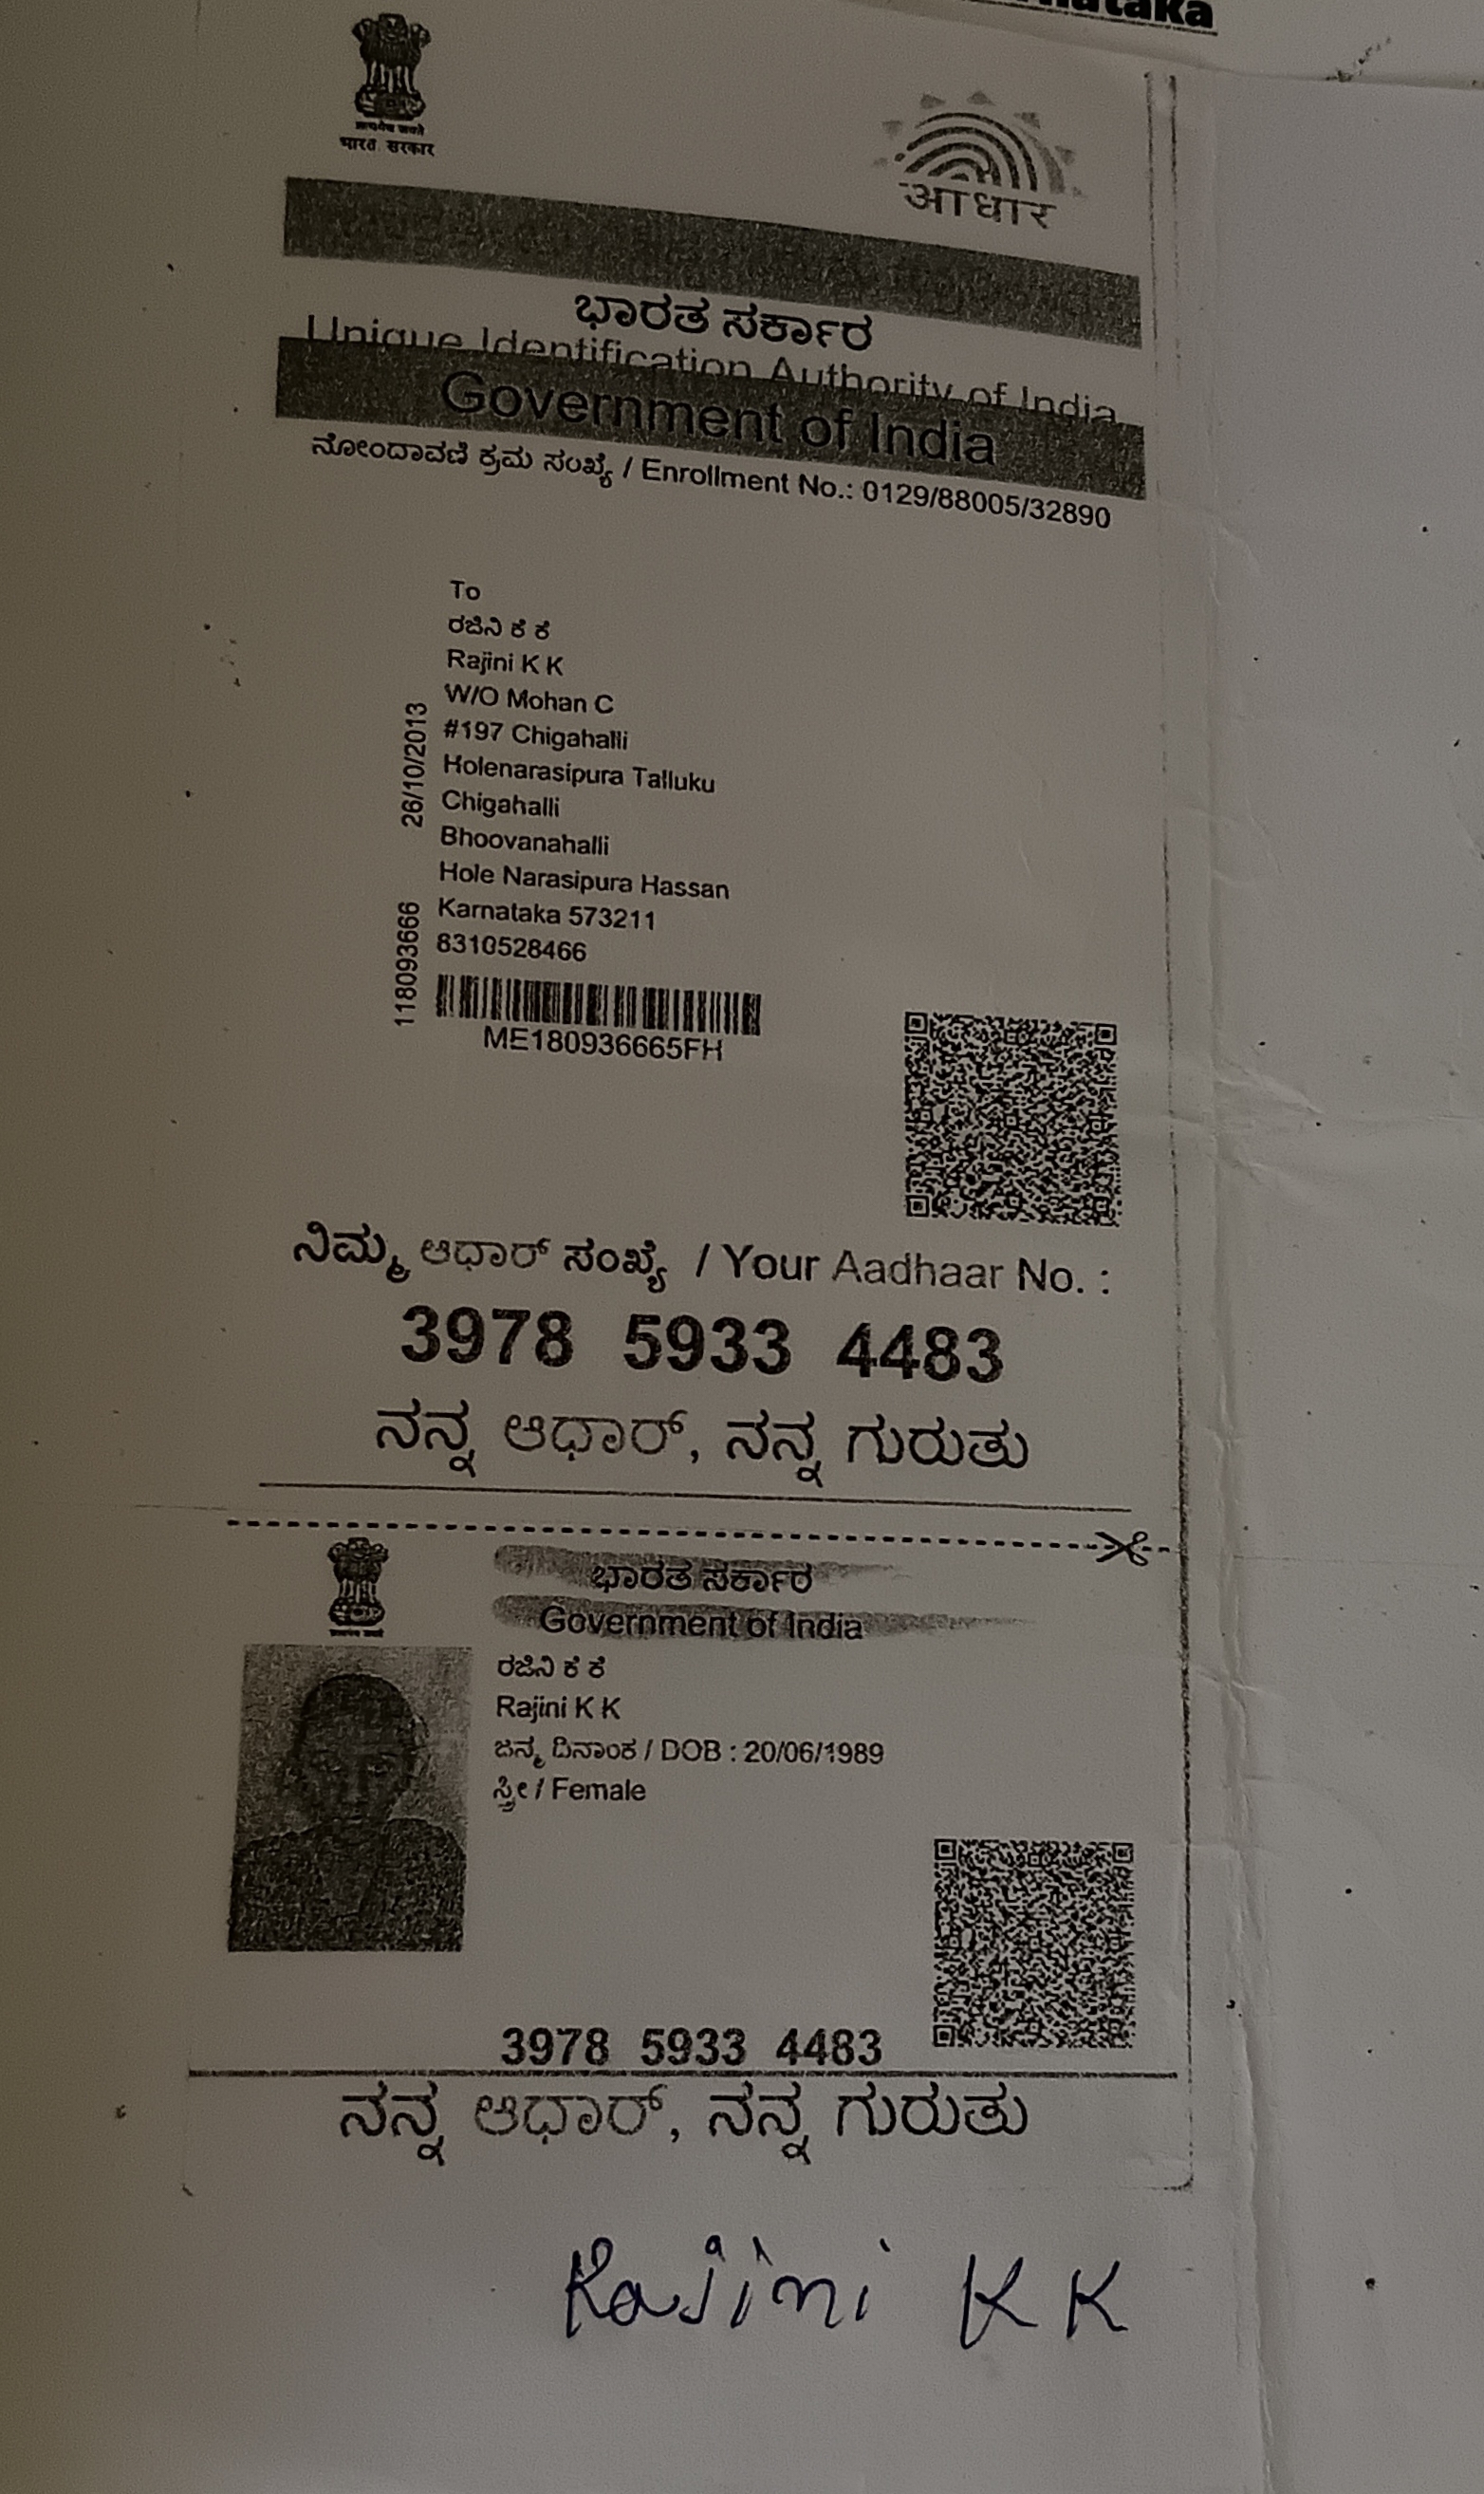 भारत सरकार
आधार
ಭಾರತ ಸರ್ಕಾರ
Unique Identification Authority of India
Government of India
ನೋಂದಾವಣಿ ಕ್ರಮ ಸಂಖ್ಯೆ / Enrollment No.: 0129/88005/32890
To
ರಜಿನಿ ಕೆ ಕೆ
Rajini K K
W/O Mohan C
#197 Chigahalli
Holenarasipura Talluku
Chigahalli
Bhoovanahalli
Hole Narasipura Hassan
Karnataka 573211
8310528466
26/10/2013
118093666
ME180936665FH
ನಿಮ್ಮ ಆಧಾರ್ ಸಂಖ್ಯೆ / Your Aadhaar No. :
3978 5933 4483
ನನ್ನ ಆಧಾರ್, ನನ್ನ ಗುರುತು
ಭಾರತ ಸರ್ಕಾರ
Government of India
ರಜಿನಿ ಕೆ ಕೆ
Rajini K K
ಜನ್ಮ ದಿನಾಂಕ / DOB : 20/06/1989
ಸ್ತ್ರೀ / Female
3978 5933 4483
ನನ್ನ ಆಧಾರ್, ನನ್ನ ಗುರುತು
Rajini K K